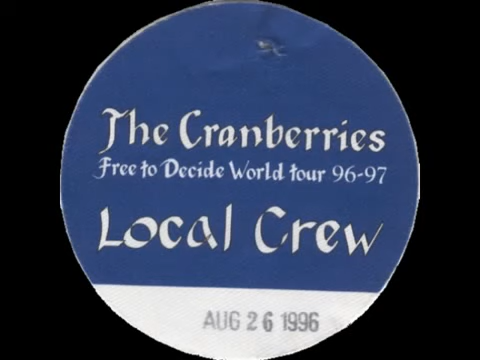 The Cranberries
Free to Decide World tour 96-97
Local Crew
AUG 26 1996